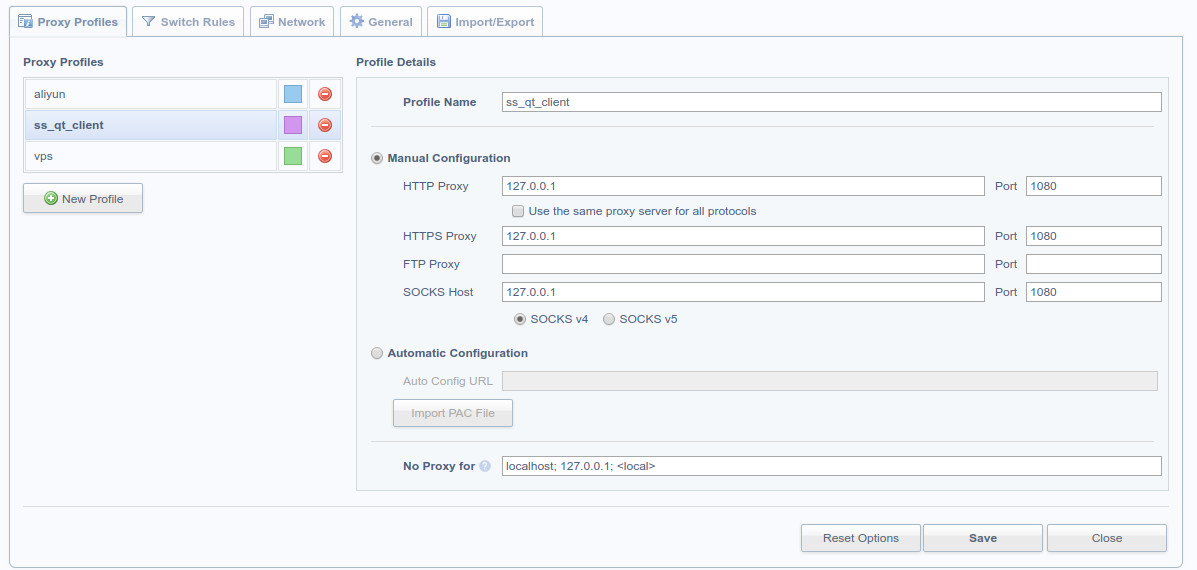 Proxy Profiles Switch Rules Network General Import/Export
Proxy Profiles
aliyun
ss_qt_client
vps
New Profile
Profile Details
Profile Name ss_qt_client
Manual Configuration
HTTP Proxy 127.0.0.1 Port 1080
Use the same proxy server for all protocols
HTTPS Proxy 127.0.0.1 Port 1080
FTP Proxy Port
SOCKS Host 127.0.0.1 Port 1080
SOCKS v4 SOCKS v5
Automatic Configuration
Auto Config URL
Import PAC File
No Proxy for ? localhost; 127.0.0.1; <local>
Reset Options Save Close